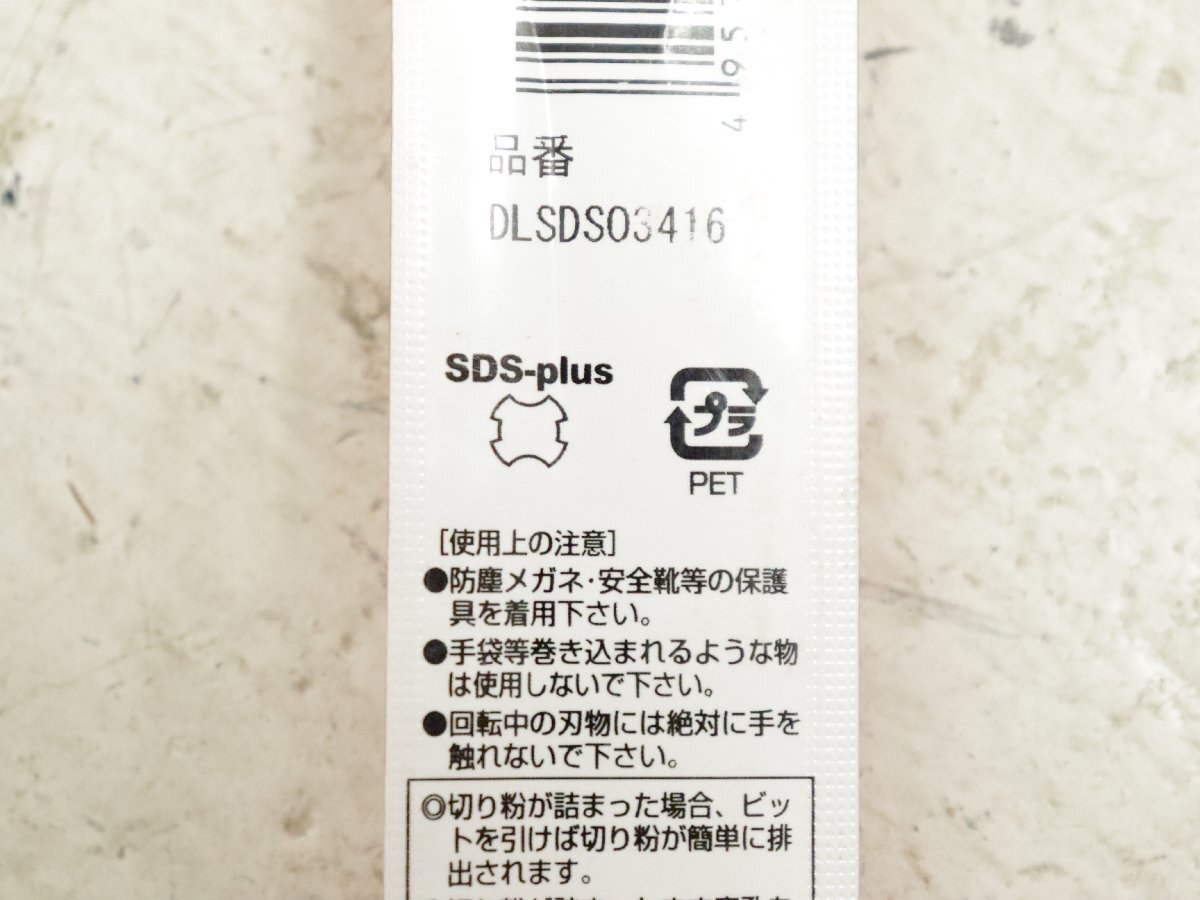 495
品番
DLSDS03416
SDS-plus
プラ
PET
[使用上の注意]
●防塵メガネ・安全靴等の保護
具を着用下さい。
●手袋等巻き込まれるような物
は使用しないで下さい。
●回転中の刃物には絶対に手を
触れないで下さい。
◎切り粉が詰まった場合、ビッ
トを引けば切り粉が簡単に排
出されます。